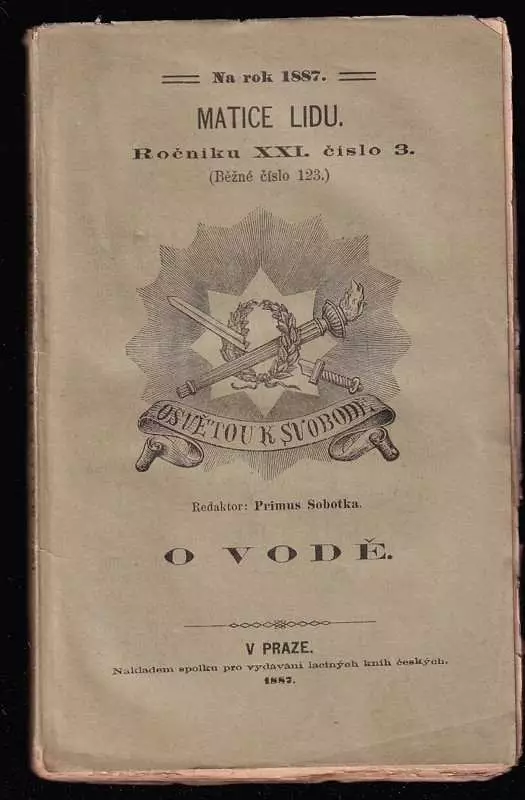 Na rok 1887.
MATICE LIDU.
Ročníku XXI. číslo 3.
(Běžné číslo 123.)
OSVĚTOU K SVOBODĚ
Redaktor: Primus Sobotka.
O VODĚ.
V PRAZE.
Nakladem spolku pro vydávání laciných knih českých.
1887.